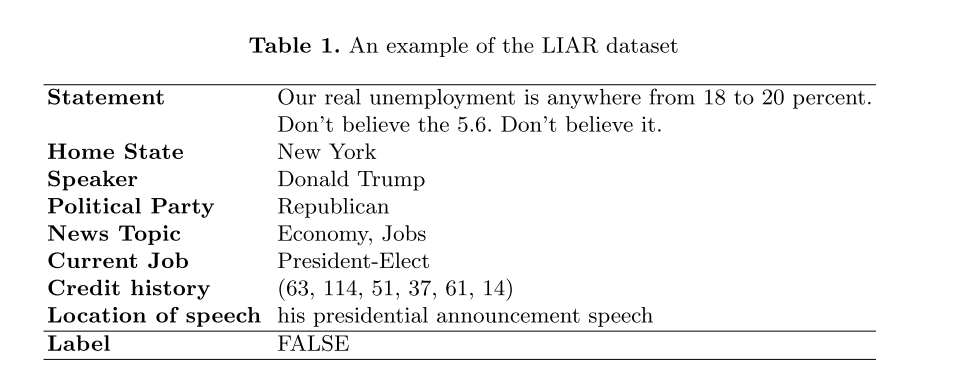 Table 1. An example of the LIAR dataset
Statement Our real unemployment is anywhere from 18 to 20 percent.
Don't believe the 5.6. Don't believe it.
Home State New York
Speaker Donald Trump
Political Party Republican
News Topic Economy, Jobs
Current Job President-Elect
Credit history (63, 114, 51, 37, 61, 14)
Location of speech his presidential announcement speech
Label FALSE